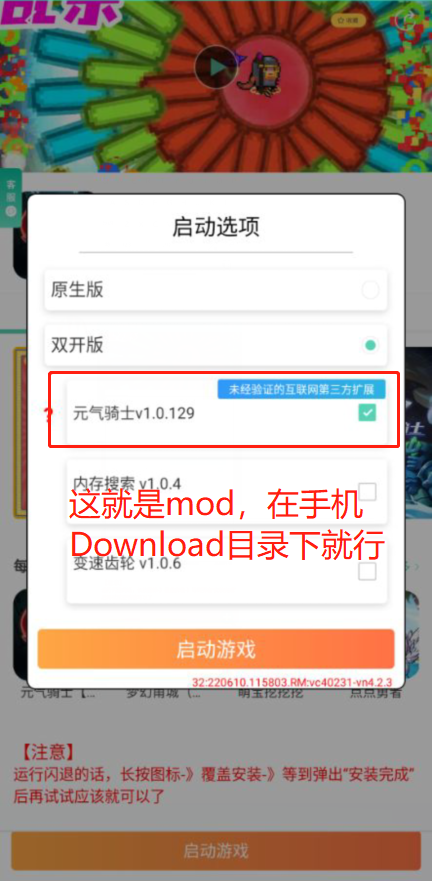 客
服
启动选项
原生版
双开版
未经验证的互联网第三方扩展
?
元气骑士v1.0.129
内存搜索 v1.0.4
这就是mod，在手机
Download目录下就行
变速齿轮 v1.0.6
每
启动游戏
32:220610.115803.RM:vc40231-vn4.2.3
元气骑士【...
梦幻甬城（...
萌宝挖挖挖
点点勇者
【注意】
运行闪退的话，长按图标-》覆盖安装-》等到弹出“安装完成”
后再试试应该就可以了
启动游戏